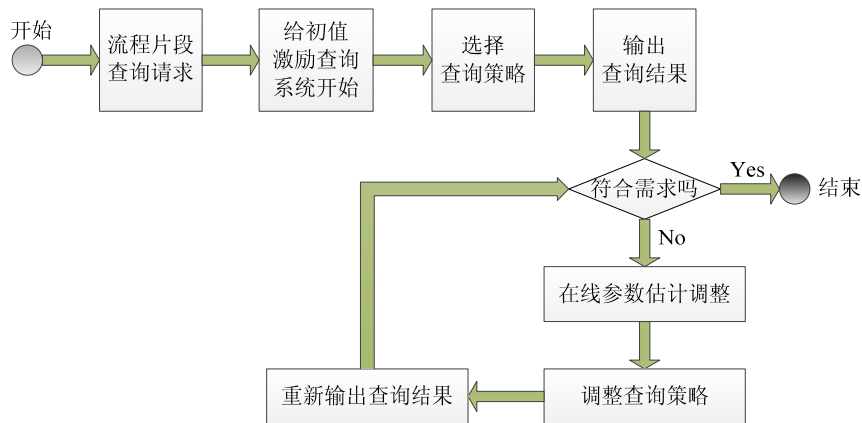 开始
流程片段
查询请求
给初值
激励查询
系统开始
选择
查询策略
输出
查询结果
符合需求吗
Yes
结束
No
在线参数估计调整
调整查询策略
重新输出查询结果